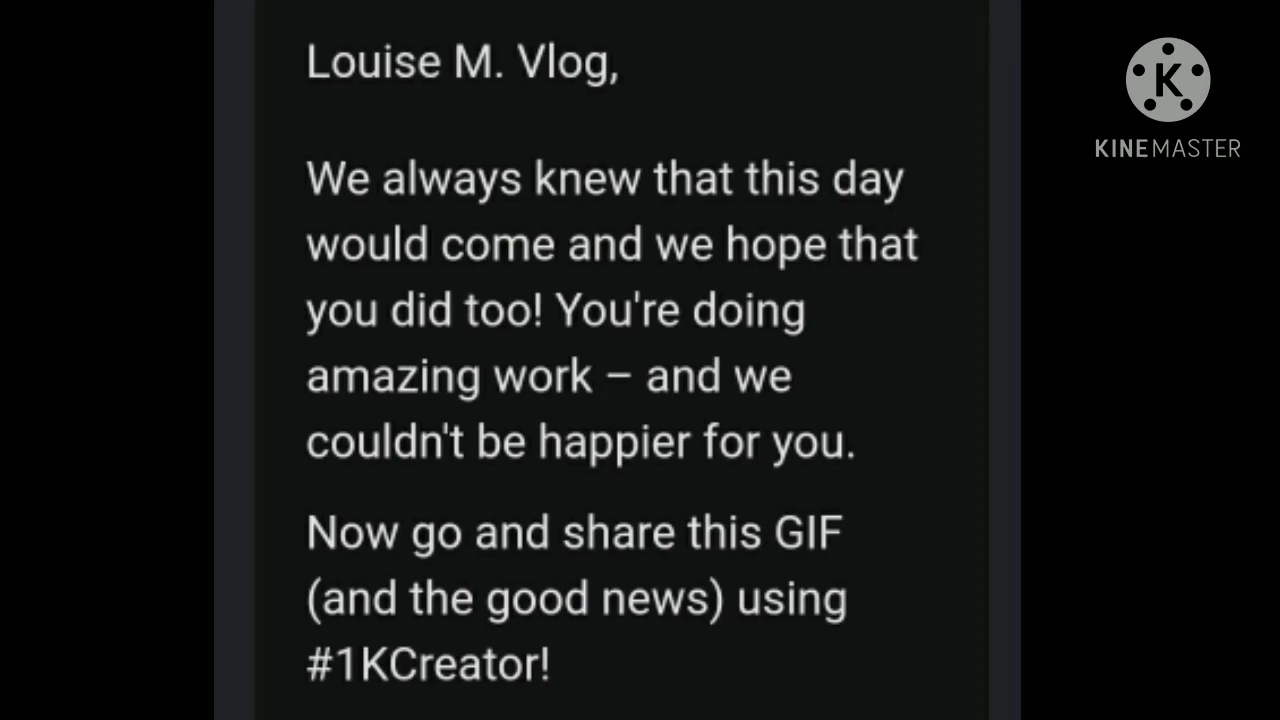 Louise M. Vlog,
We always knew that this day
would come and we hope that
you did too! You're doing
amazing work – and we
couldn't be happier for you.
Now go and share this GIF
(and the good news) using
#1KCreator!
K
KINEMASTER